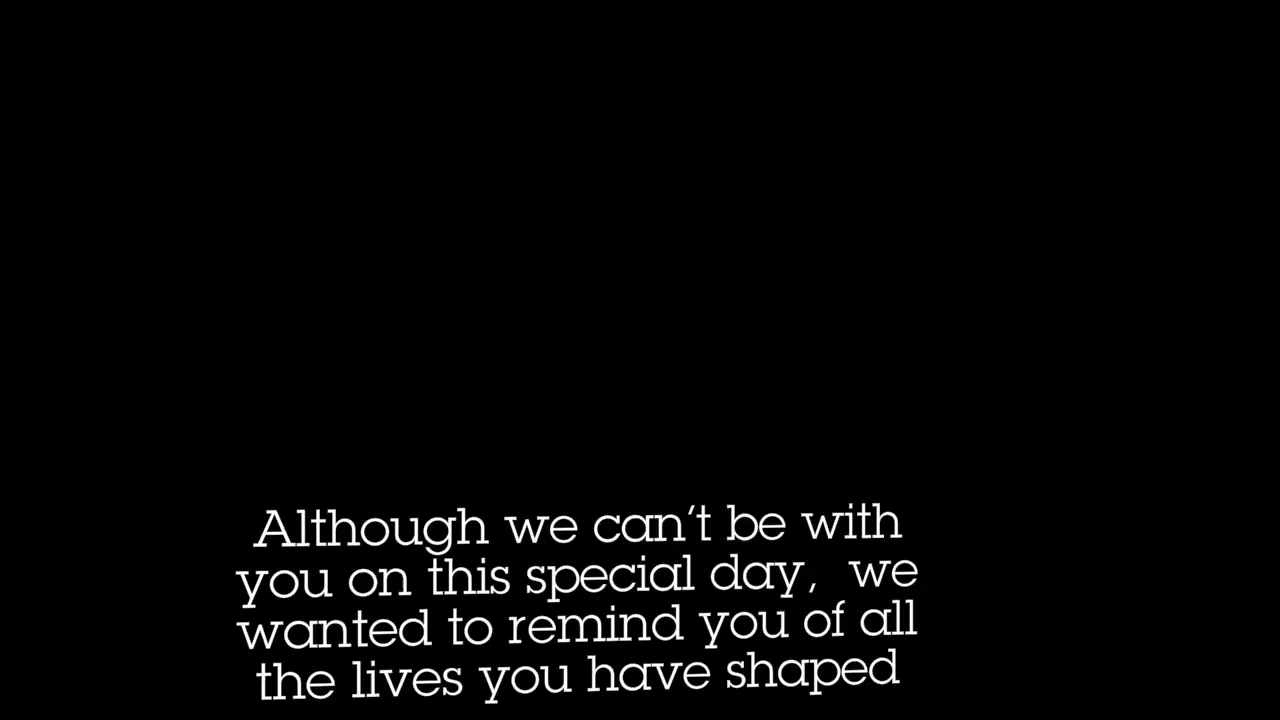 Although we can't be with
you on this special day,  we
wanted to remind you of all
the lives you have shaped